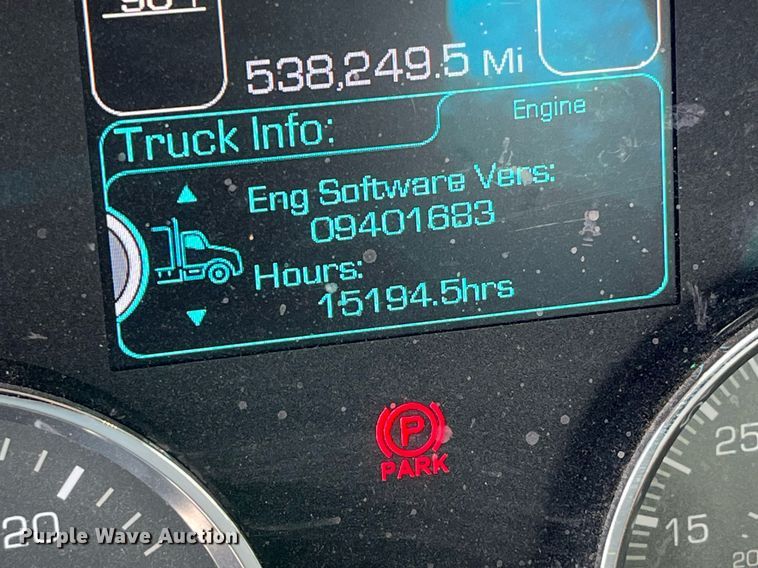 538,249.5 Mi
Engine
Truck Info:
Eng Software Vers:
09401683
Hours:
15194.5hrs
P
PARK
25
15
20
20
Purple Wave Auction